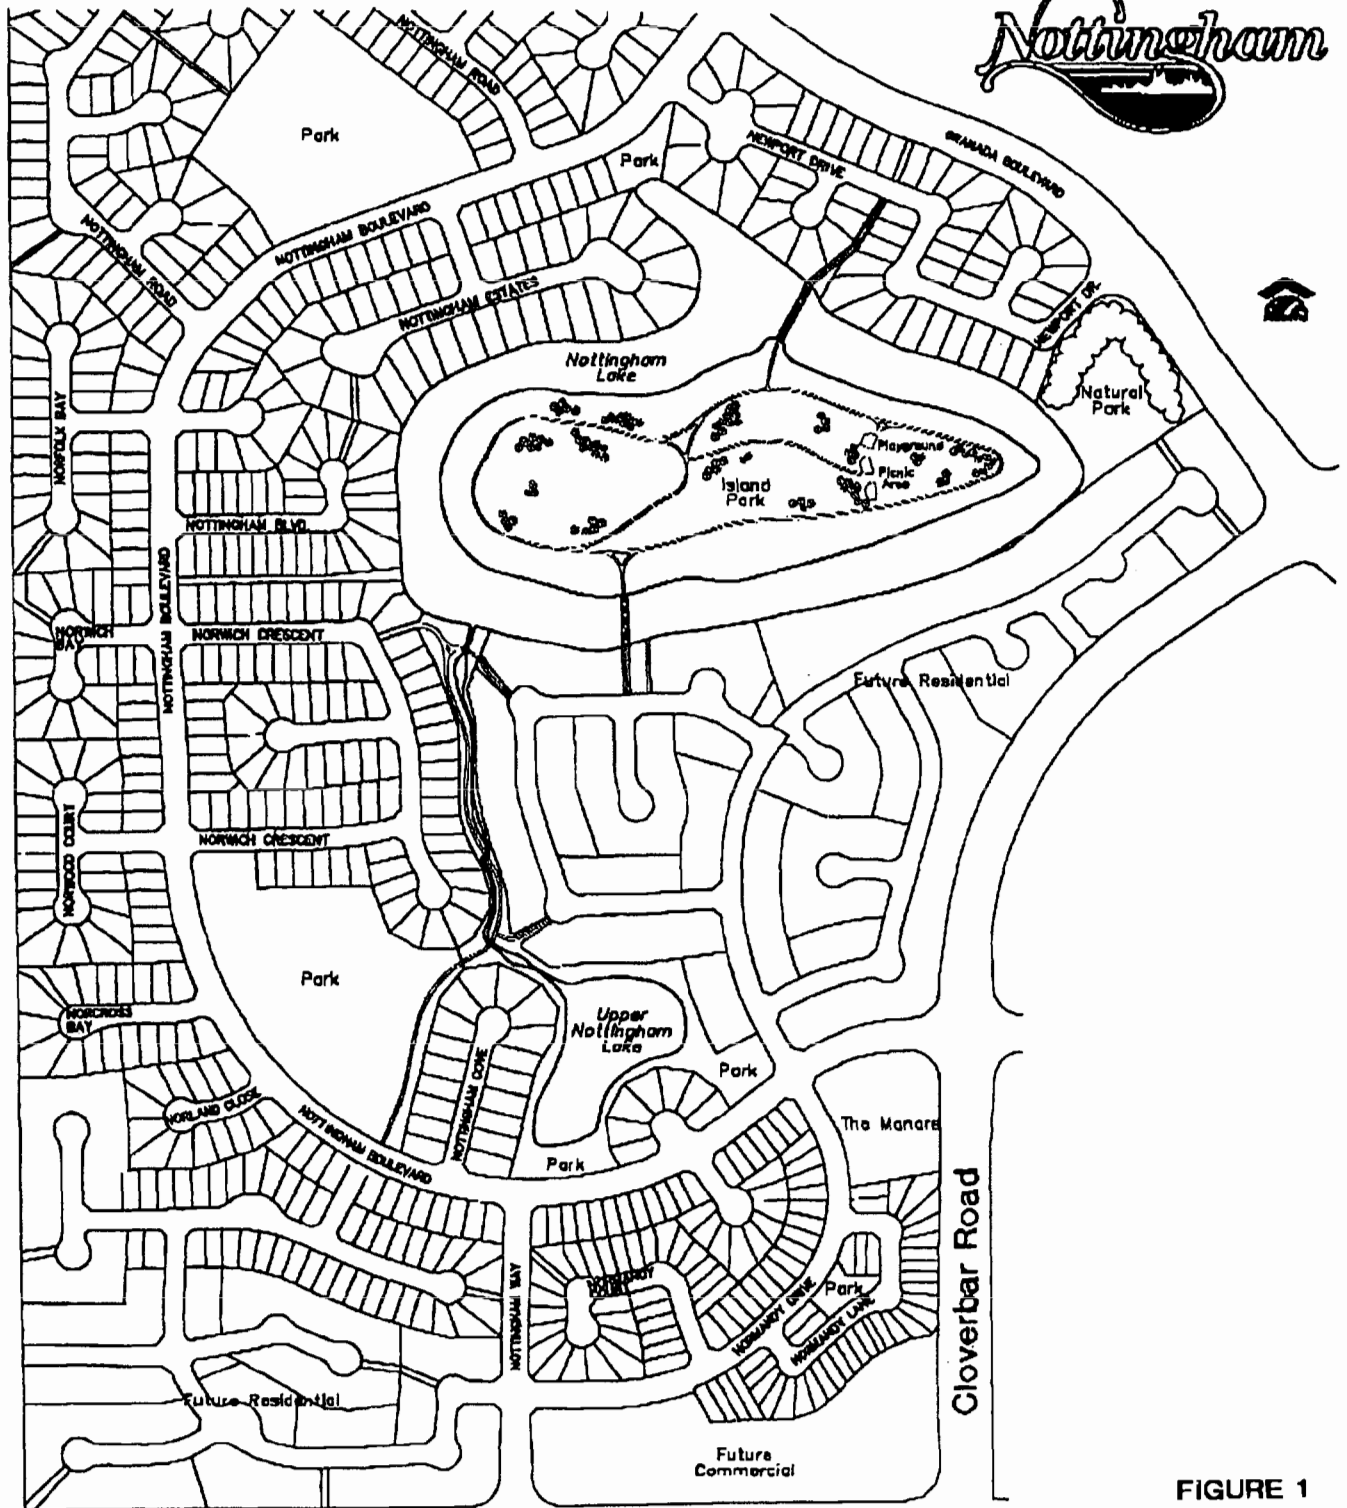 Nottingham
NOTTINGHAM ROAD
Park
Park
NEWPORT DRIVE
GRANADA BOULEVARD
NOTTINGHAM BOULEVARD
NOTTINGHAM ROAD
NOTTINGHAM ESTATES
NEWPORT DR.
Nottingham
Lake
Natural
Park
NORFOLK BAY
Playground
Picnic
Area
Island
Park
NOTTINGHAM BLVD.
NOTTINGHAM BOULEVARD
NORWICH
BAY
NORWICH CRESCENT
Future Residential
NORWOOD COURT
NORWICH CRESCENT
Park
NORCROSS
BAY
Upper
Nottingham
Lake
NOTTINGHAM COVE
Park
NORLAND CLOSE
NOTTINGHAM BOULEVARD
The Manors
Park
Cloverbar Road
NOTTINGHAM BAY
NORMANDY
COURT
Park
NORMANDY DRIVE
NORMANDY LANE
Future Residential
Future
Commercial
FIGURE 1